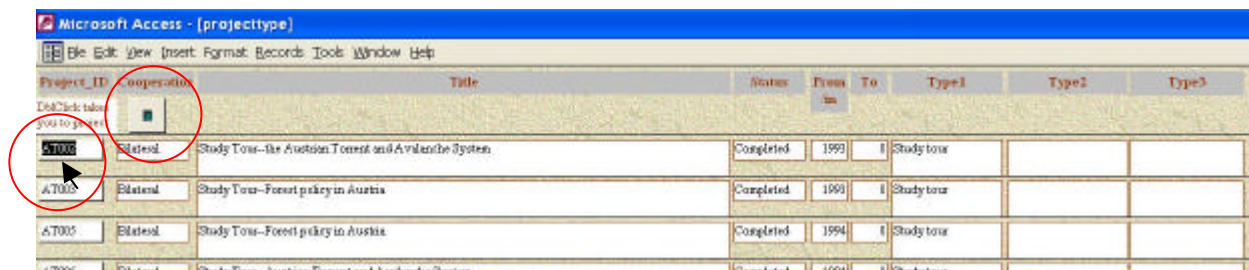 Microsoft Access - [projecttype]
File Edit View Insert Format Records Tools Window Help
Project_ID Cooperation Title Status From To Type1 Type2 Type3
DblClick takes
you to project
Bilateral Study Tour--the Austrian Torrent and Avalanche System Completed 1993 Study tour
Bilateral Study Tour--Forest policy in Austria Completed 1993 Study tour
AT005 Bilateral Study Tour--Forest policy in Austria Completed 1994 Study tour